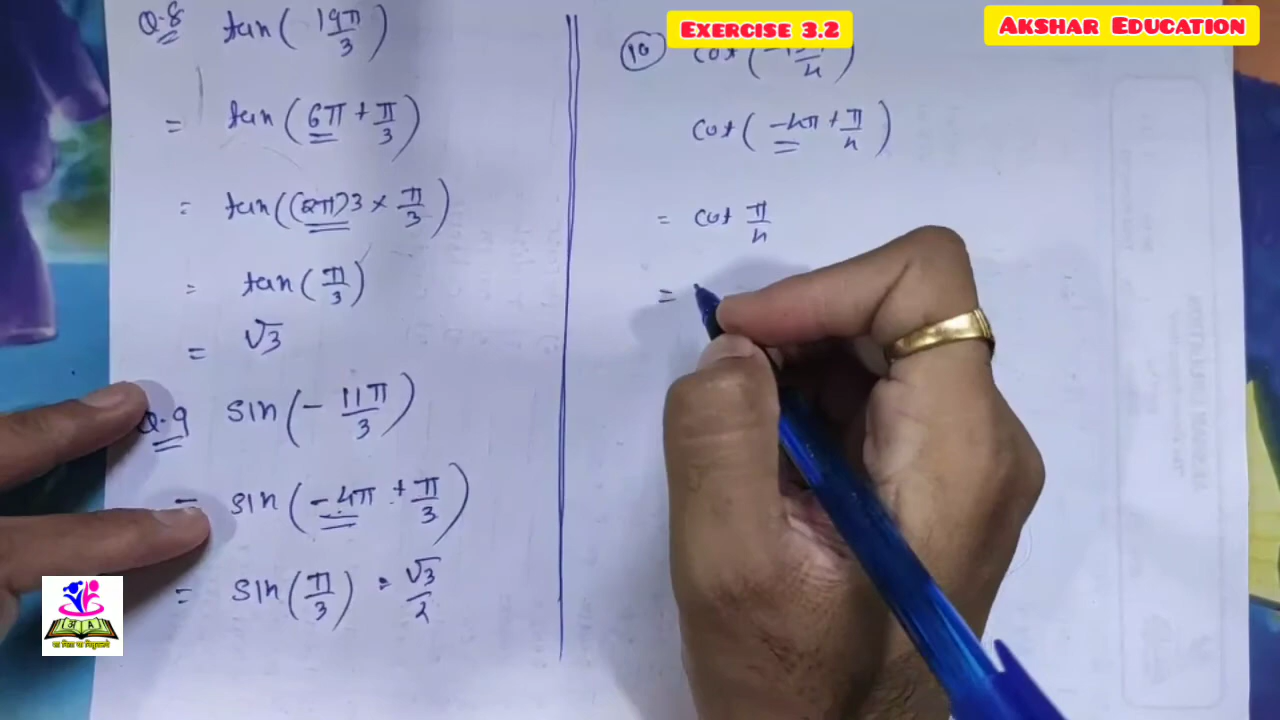 Exercise 3.2
Akshar Education
Q.8 tan(19π/3)
= tan(6π + π/3)
= tan((2π)3 × π/3)
= tan(π/3)
= √3
Q.9 sin(- 11π/3)
= sin(-4π + π/3)
= sin(π/3) = √3/2
10 cot(
cot(-4π + π/4)
= cot π/4
=
अ A